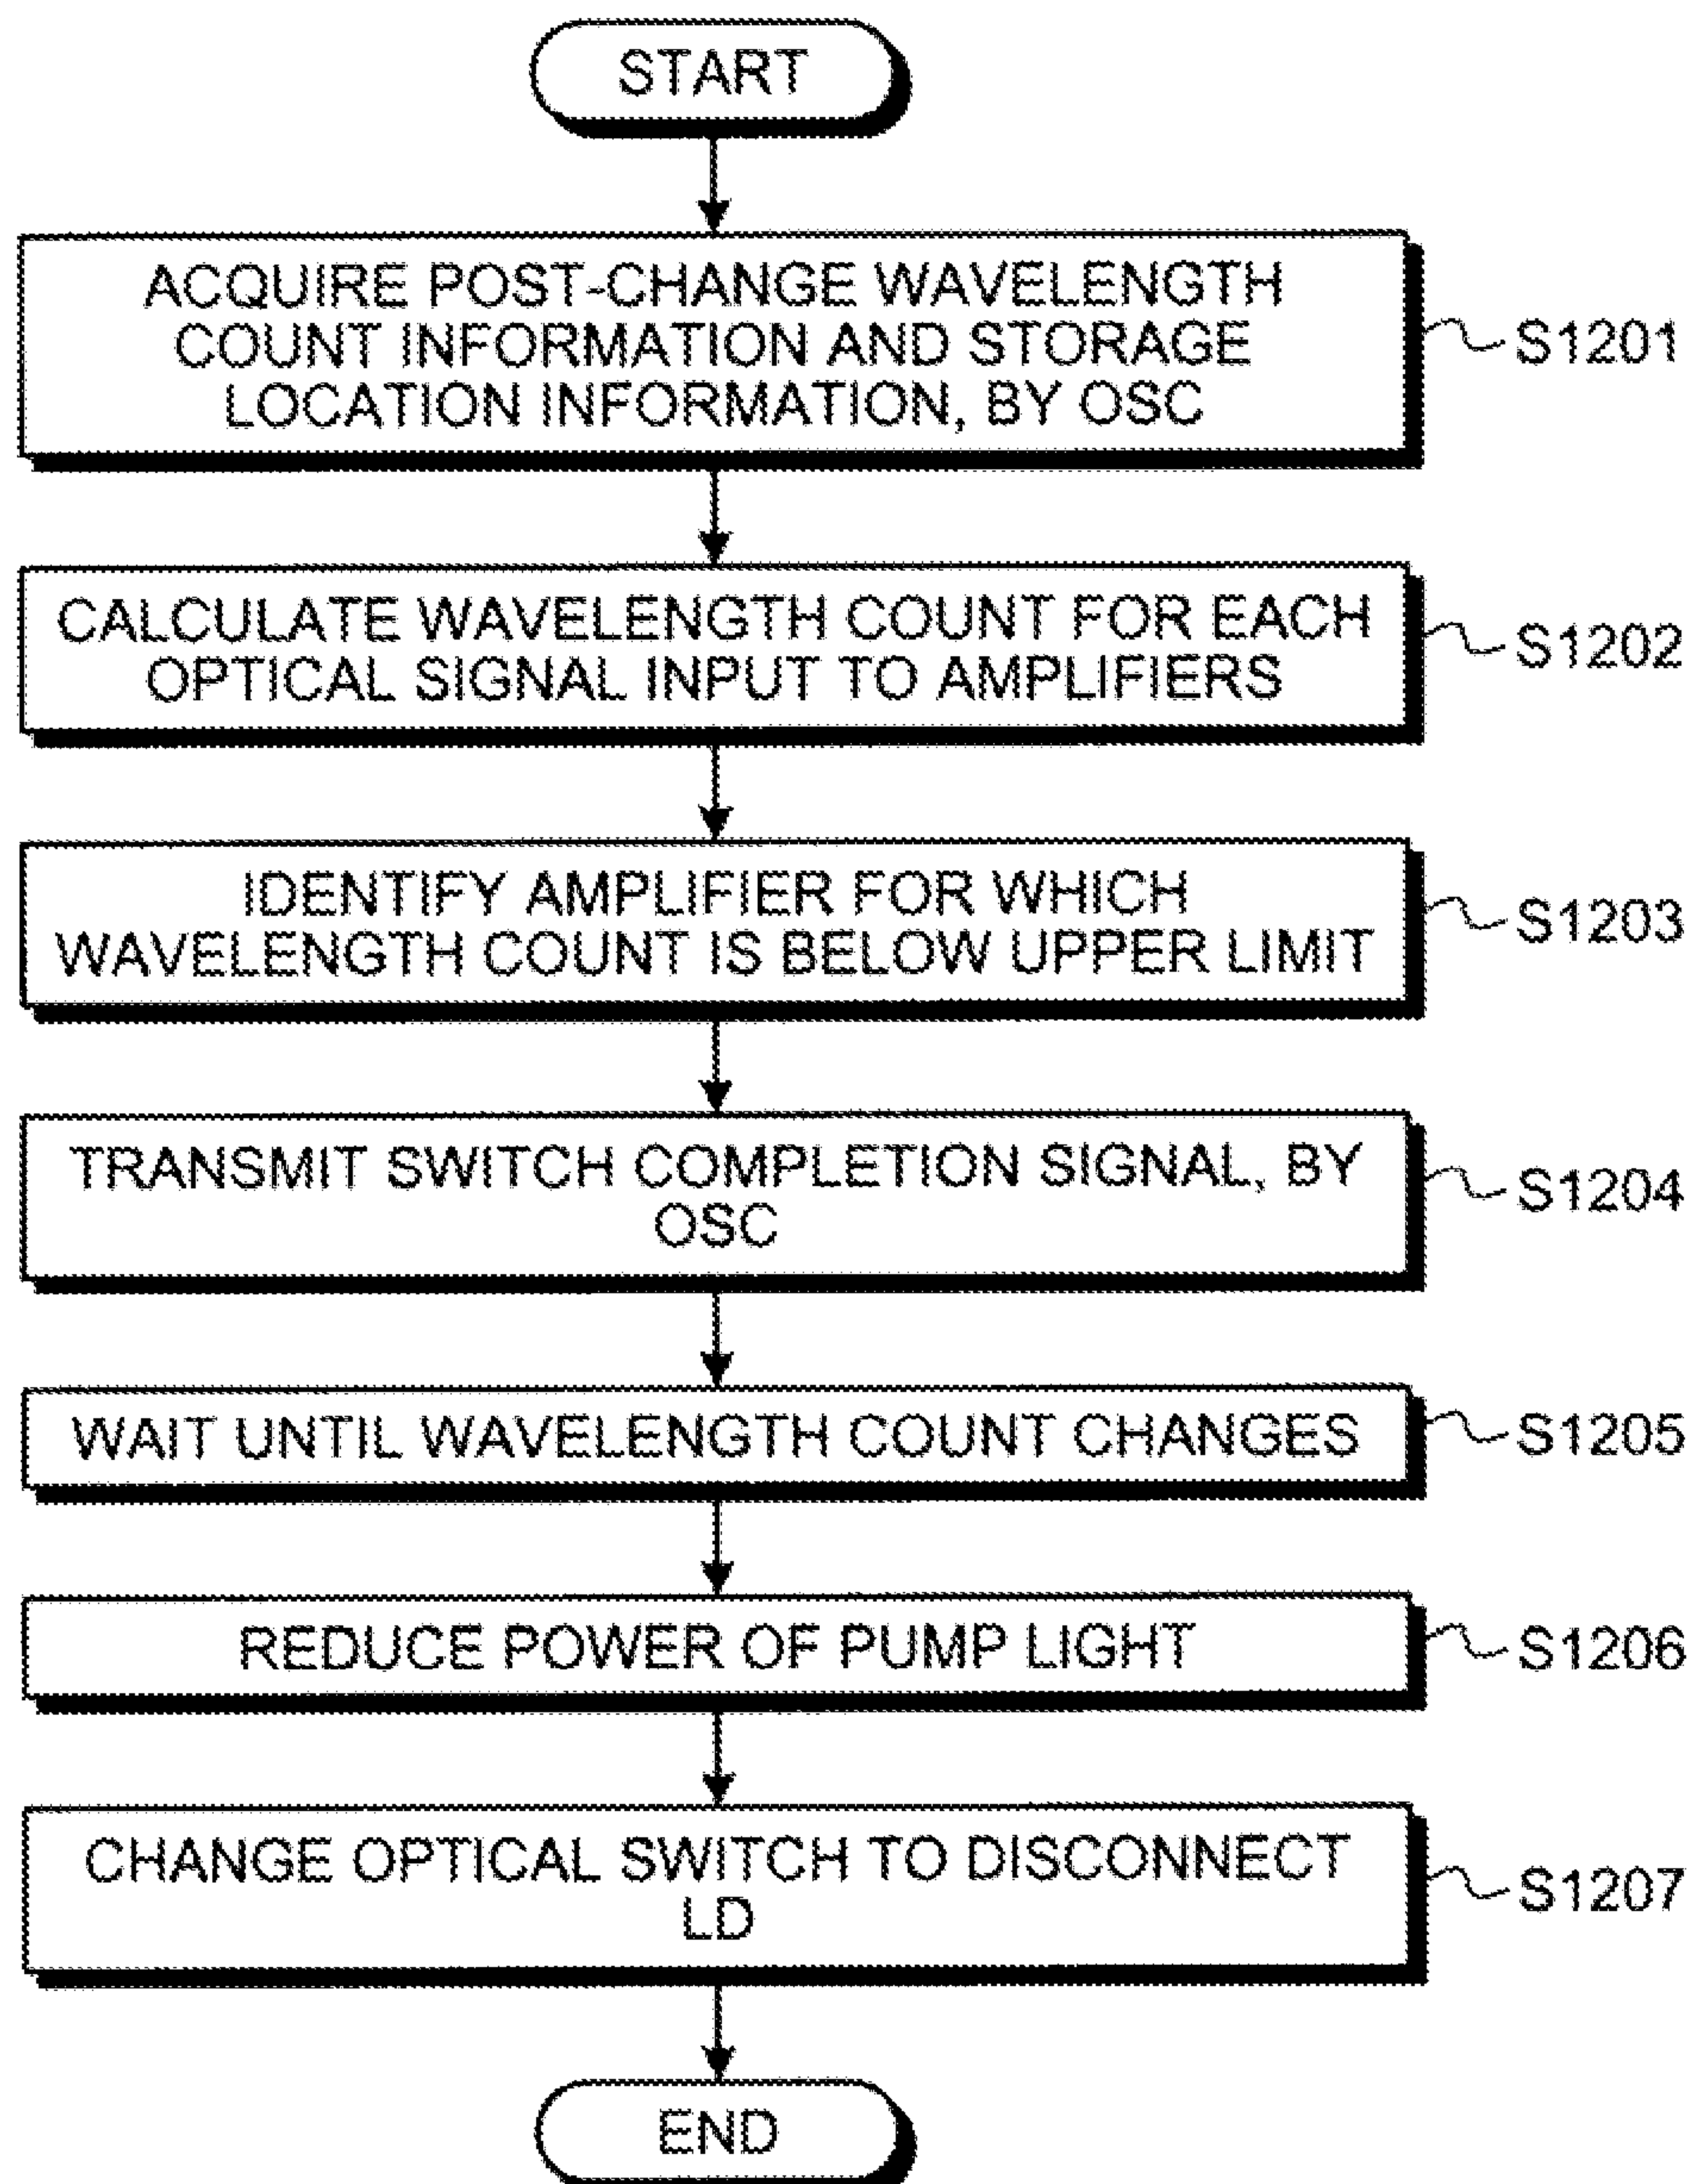 START
ACQUIRE POST-CHANGE WAVELENGTH
COUNT INFORMATION AND STORAGE
LOCATION INFORMATION, BY OSC
S1201
CALCULATE WAVELENGTH COUNT FOR EACH
OPTICAL SIGNAL INPUT TO AMPLIFIERS
S1202
IDENTIFY AMPLIFIER FOR WHICH
WAVELENGTH COUNT IS BELOW UPPER LIMIT
S1203
TRANSMIT SWITCH COMPLETION SIGNAL, BY
OSC
S1204
WAIT UNTIL WAVELENGTH COUNT CHANGES
S1205
REDUCE POWER OF PUMP LIGHT
S1206
CHANGE OPTICAL SWITCH TO DISCONNECT
LD
S1207
END